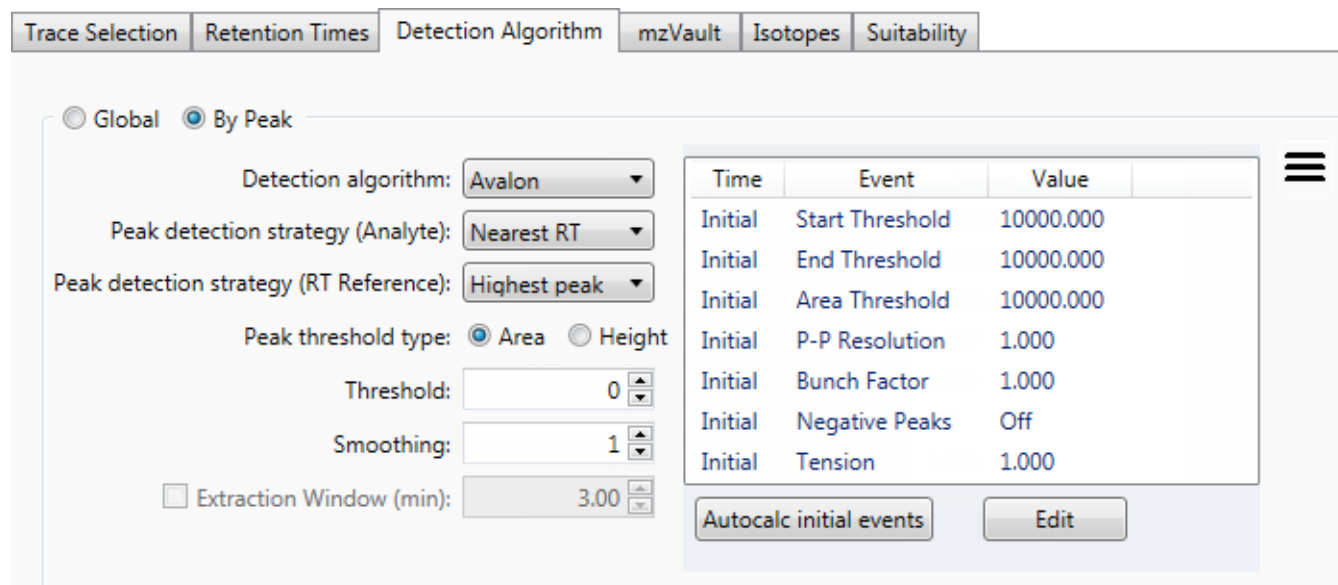 Trace Selection Retention Times Detection Algorithm mzVault Isotopes Suitability
Global By Peak
Detection algorithm: Avalon
Peak detection strategy (Analyte): Nearest RT
Peak detection strategy (RT Reference): Highest peak
Peak threshold type: Area Height
Threshold: 0
Smoothing: 1
Extraction Window (min): 3.00
Time Event Value
Initial Start Threshold 10000.000
Initial End Threshold 10000.000
Initial Area Threshold 10000.000
Initial P-P Resolution 1.000
Initial Bunch Factor 1.000
Initial Negative Peaks Off
Initial Tension 1.000
Autocalc initial events Edit